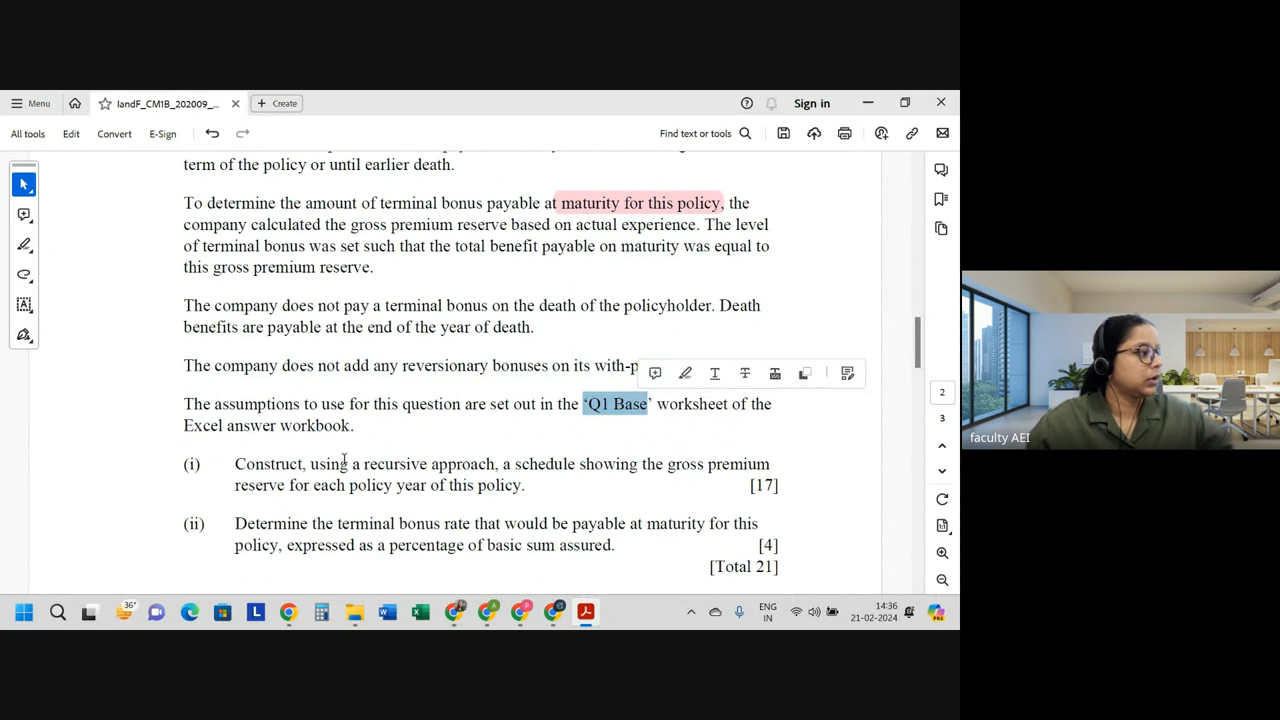 Menu
IandF_CM1B_202009_...
Create
Sign in
All tools Edit Convert E-Sign
Find text or tools
term of the policy or until earlier death.
To determine the amount of terminal bonus payable at maturity for this policy, the
company calculated the gross premium reserve based on actual experience. The level
of terminal bonus was set such that the total benefit payable on maturity was equal to
this gross premium reserve.
The company does not pay a terminal bonus on the death of the policyholder. Death
benefits are payable at the end of the year of death.
The company does not add any reversionary bonuses on its with-p
The assumptions to use for this question are set out in the ‘Q1 Base’ worksheet of the
Excel answer workbook.
(i) Construct, using a recursive approach, a schedule showing the gross premium
reserve for each policy year of this policy. [17]
(ii) Determine the terminal bonus rate that would be payable at maturity for this
policy, expressed as a percentage of basic sum assured. [4]
[Total 21]
2
3
faculty AEI
36°
L
ENG
IN
14:36
21-02-2024